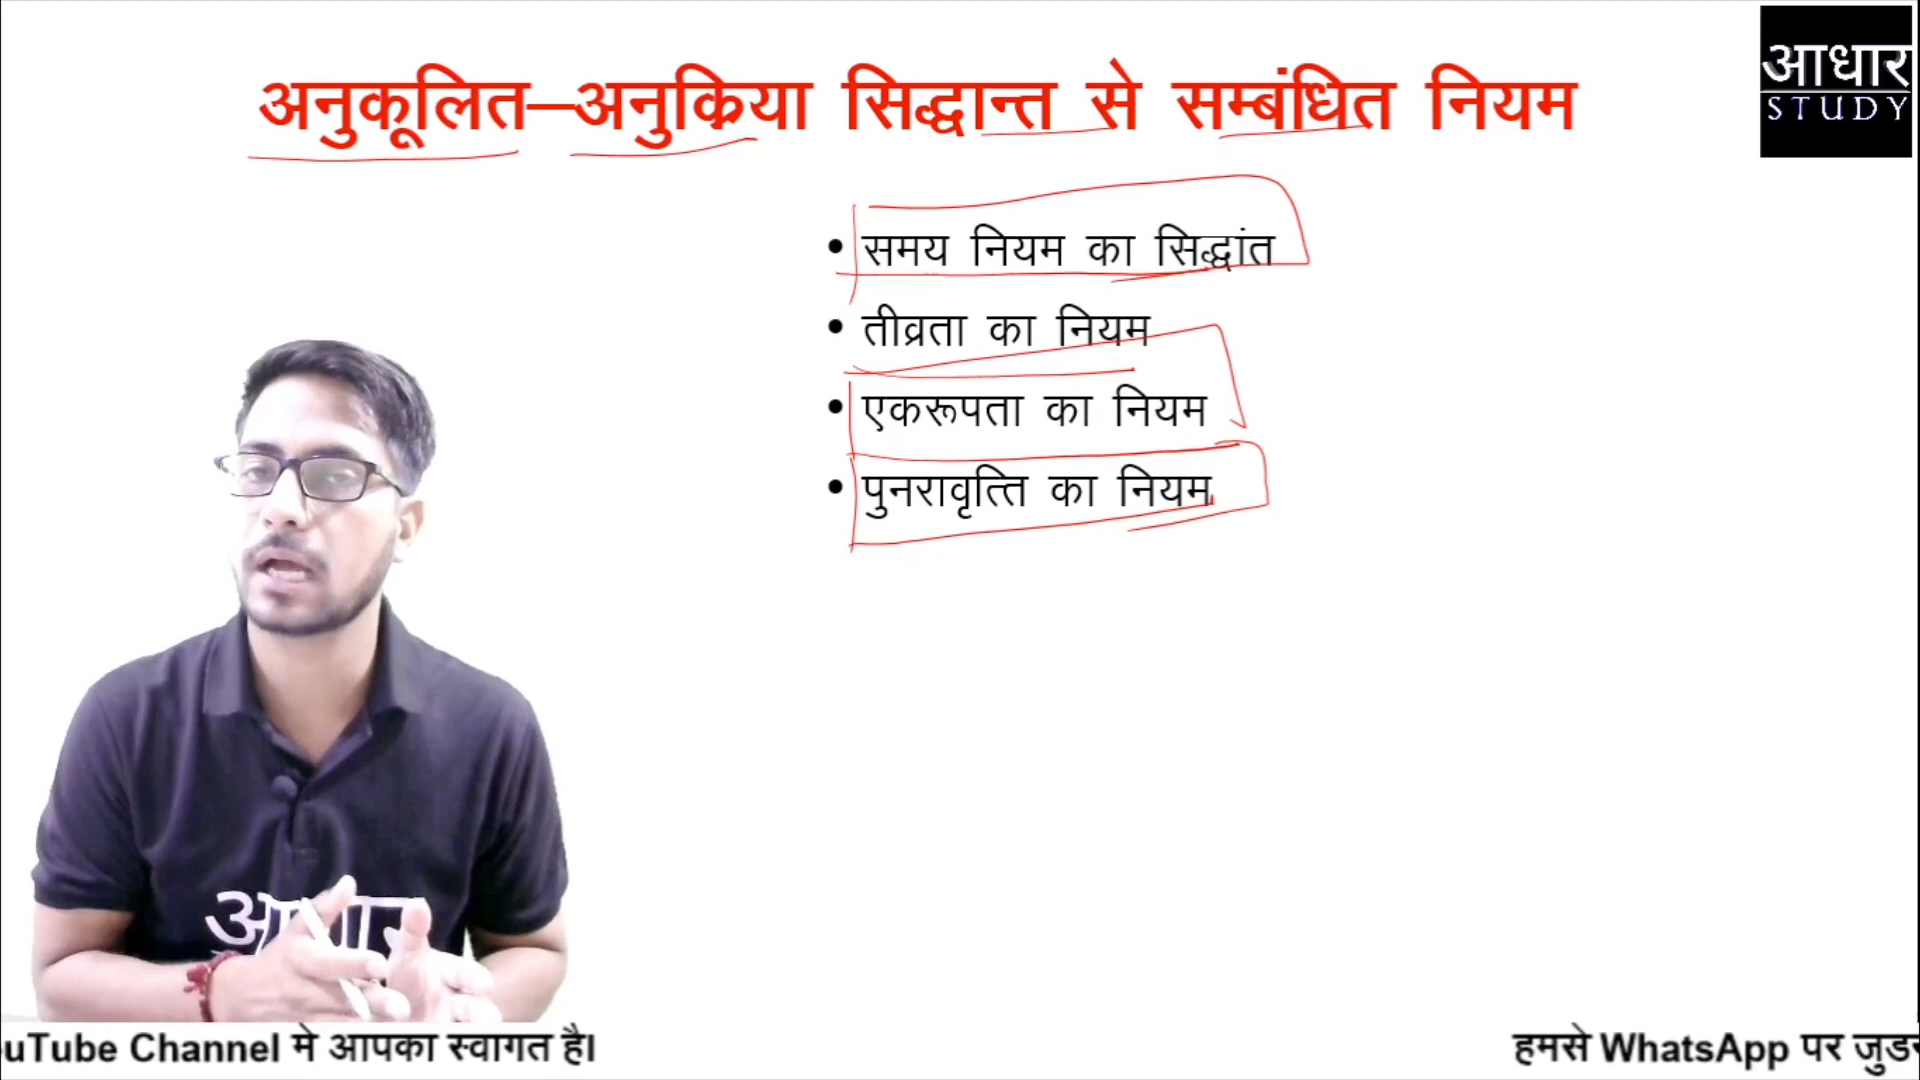 अनुकूलित–अनुक्रिया सिद्धान्त से सम्बंधित नियम
आधार
STUDY
• समय नियम का सिद्धांत
• तीव्रता का नियम
• एकरूपता का नियम
• पुनरावृत्ति का नियम
आधार
uTube Channel मे आपका स्वागत है।
हमसे WhatsApp पर